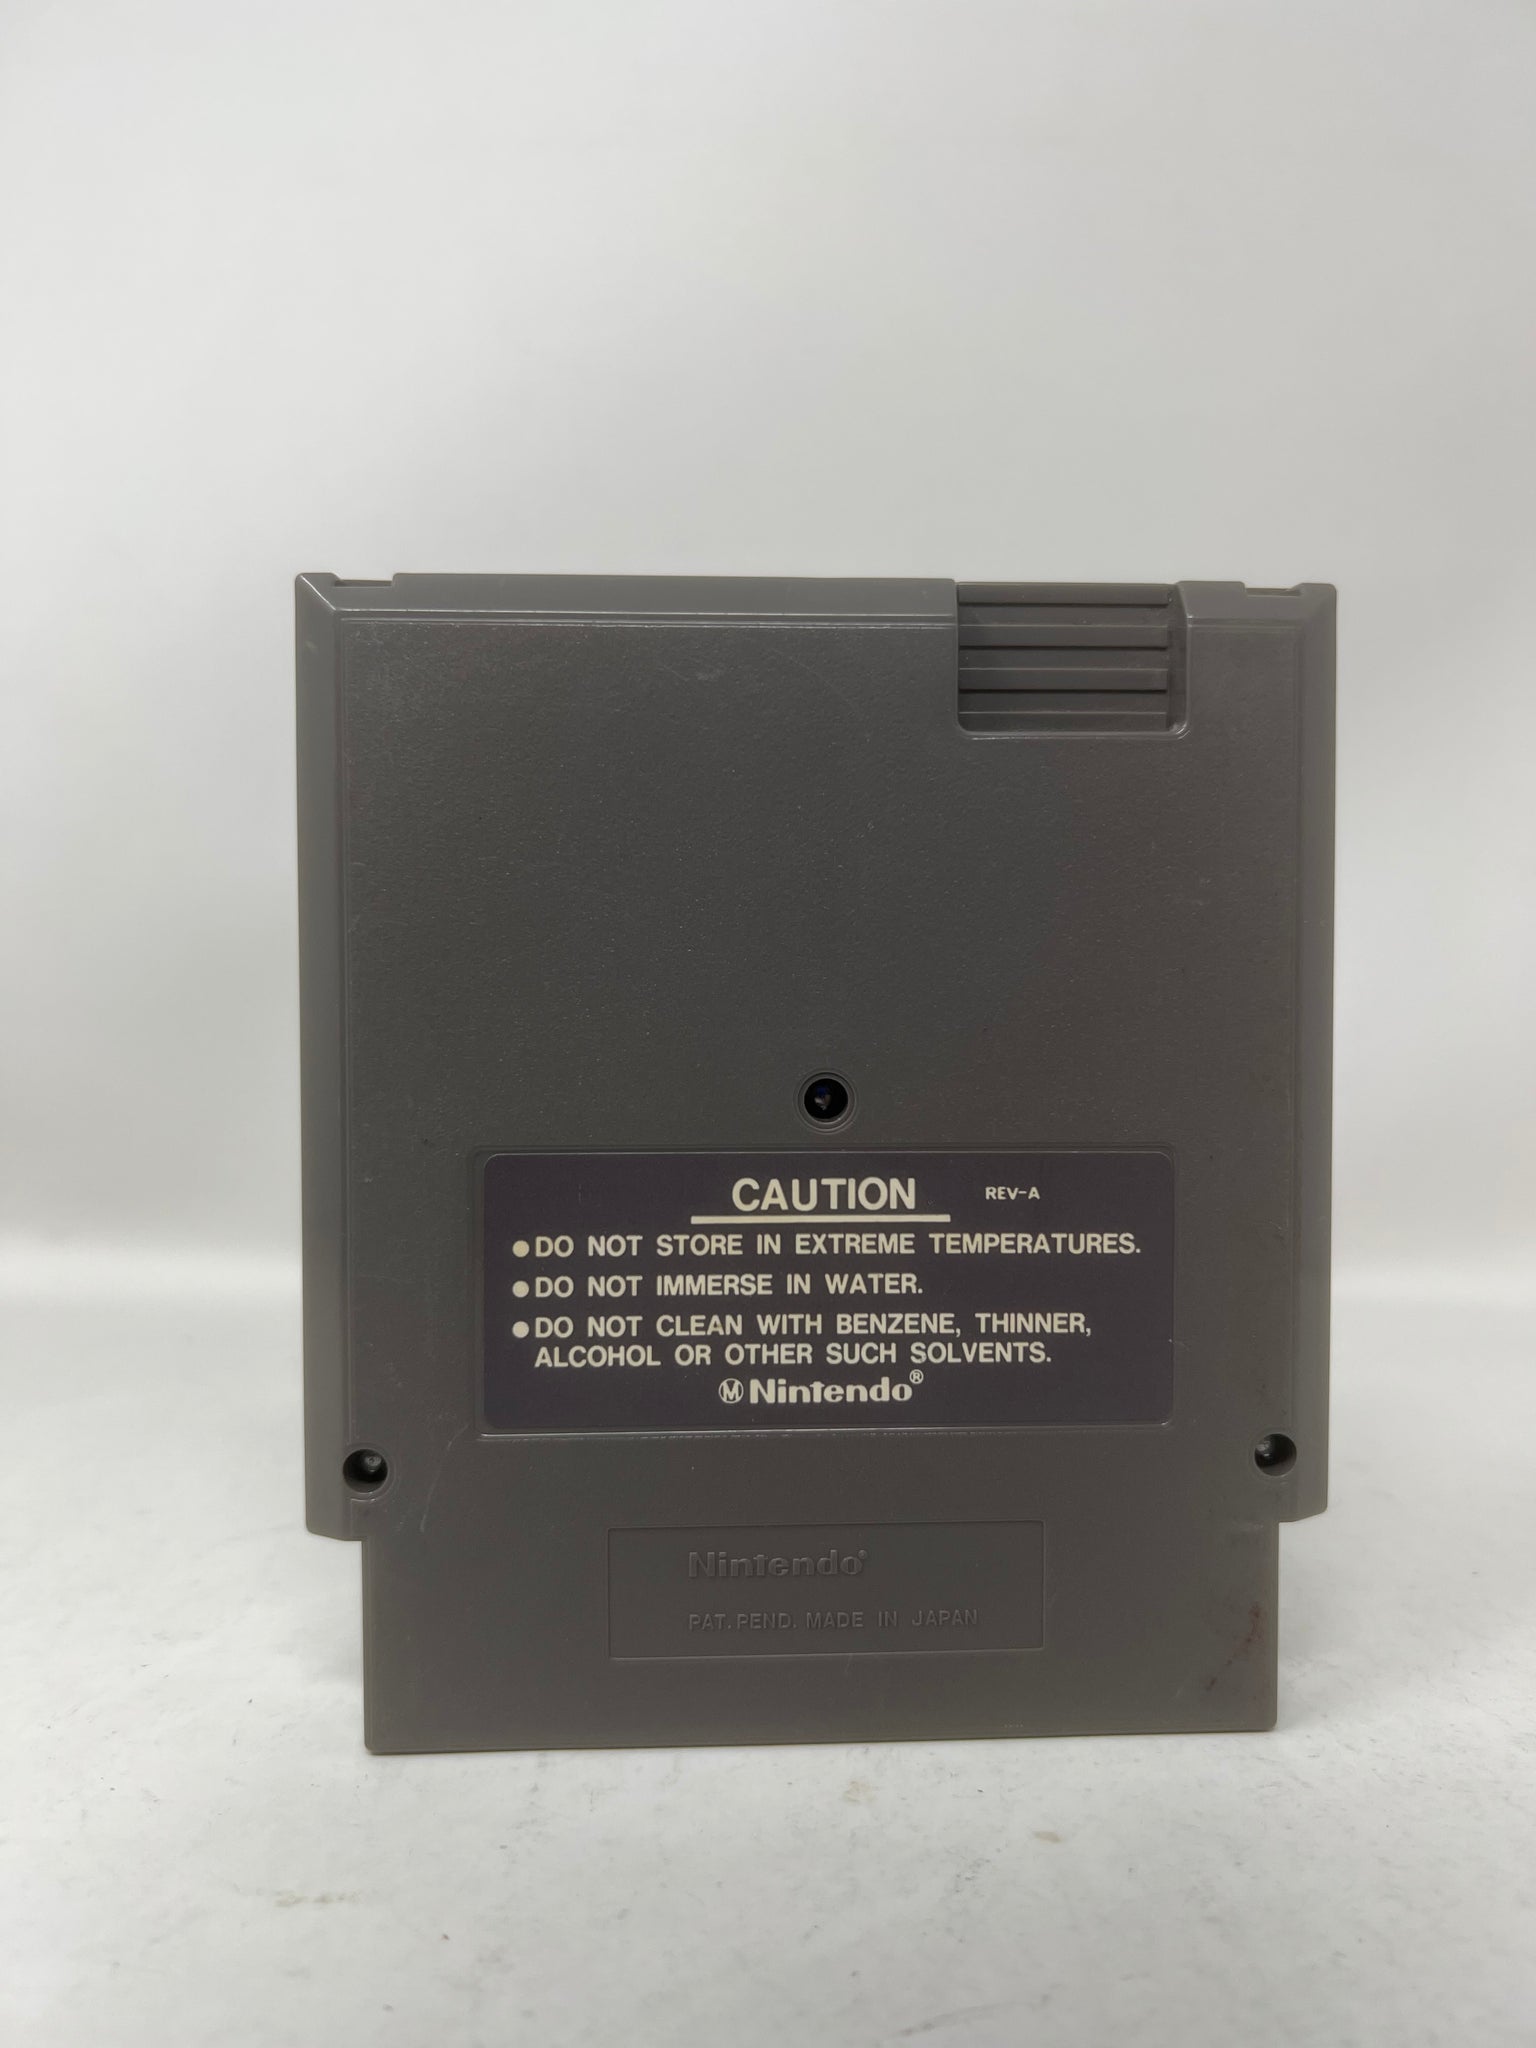 CAUTION REV-A
●DO NOT STORE IN EXTREME TEMPERATURES.
●DO NOT IMMERSE IN WATER.
●DO NOT CLEAN WITH BENZENE, THINNER,
ALCOHOL OR OTHER SUCH SOLVENTS.
Ⓜ Nintendo®
Nintendo®
PAT. PEND. MADE IN JAPAN